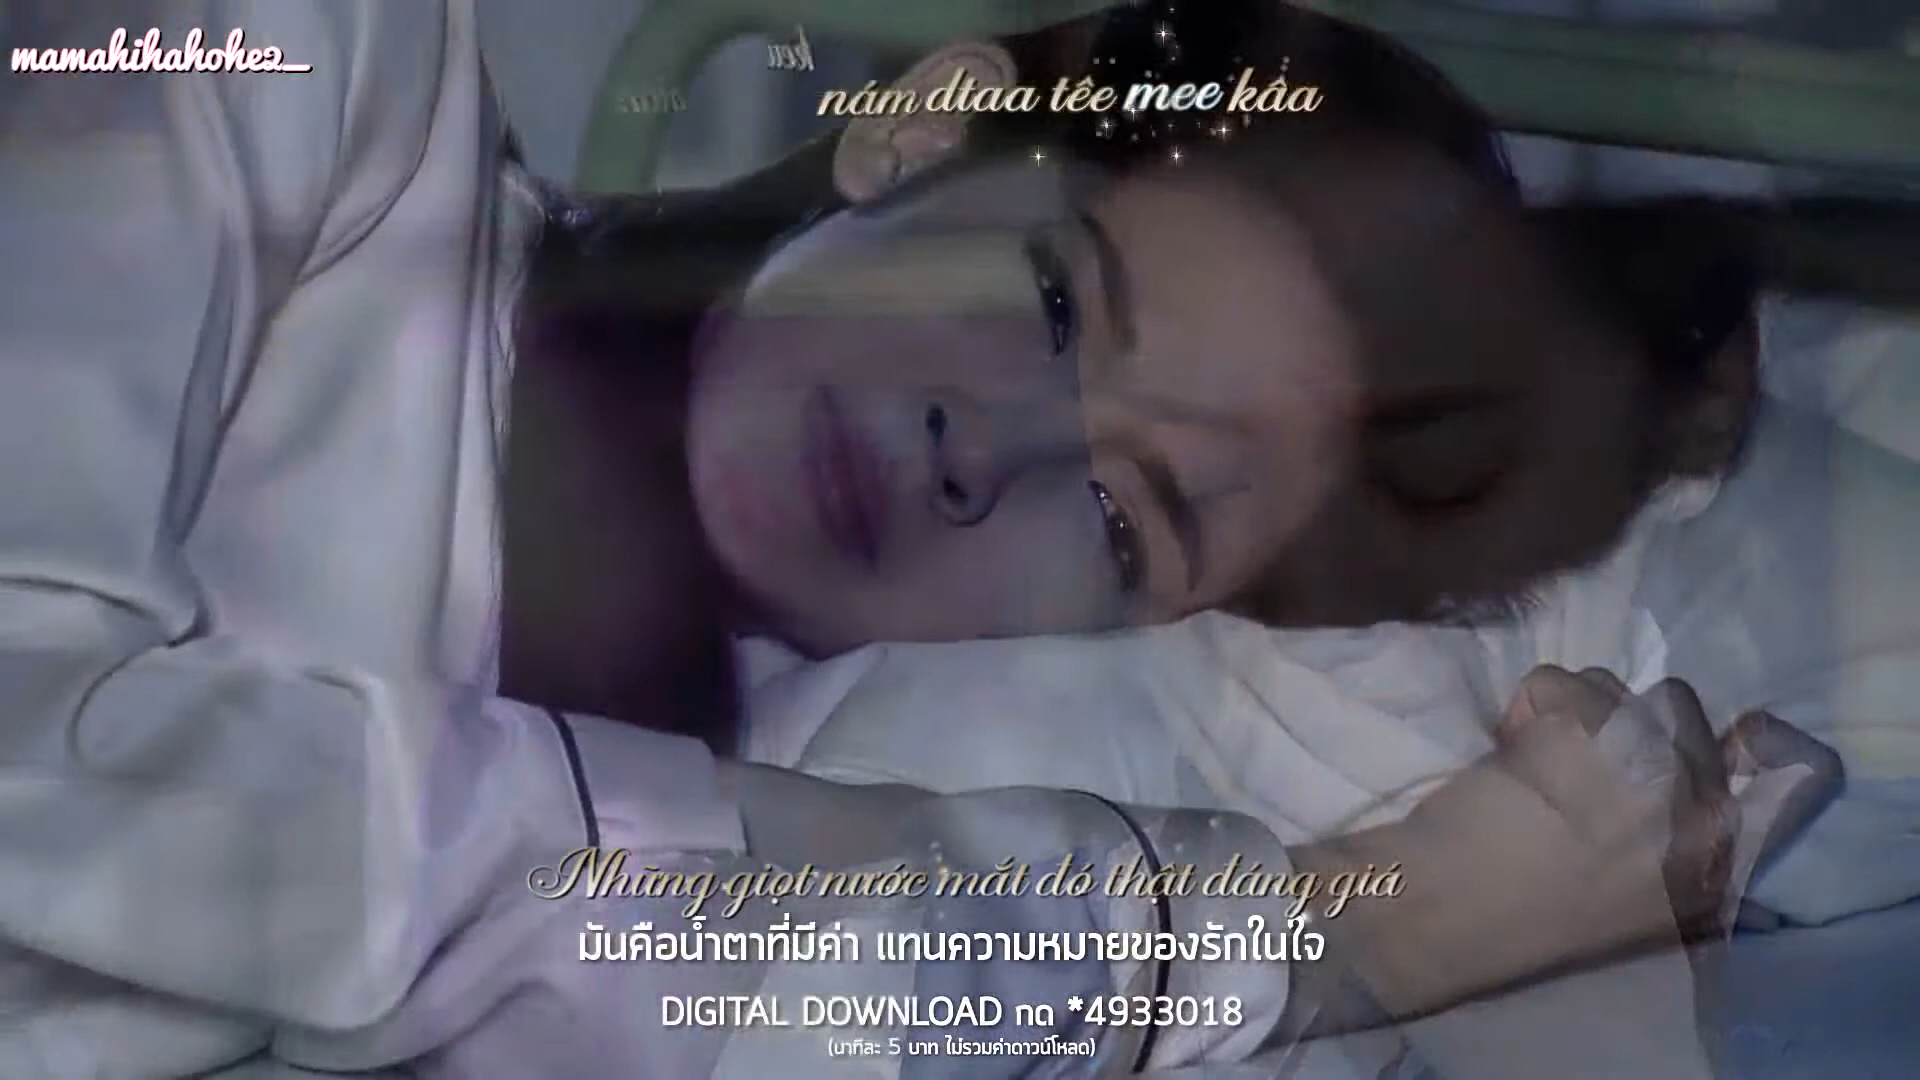 mamahihahohe2_
nám dtaa têe mee kâa
Những giọt nước mắt đó thật đáng giá
มันคือน้ำตาที่มีค่า แทนความหมายของรักในใจ
DIGITAL DOWNLOAD กด *4933018
(นาทีละ 5 บาท ไม่รวมค่าดาวน์โหลด)